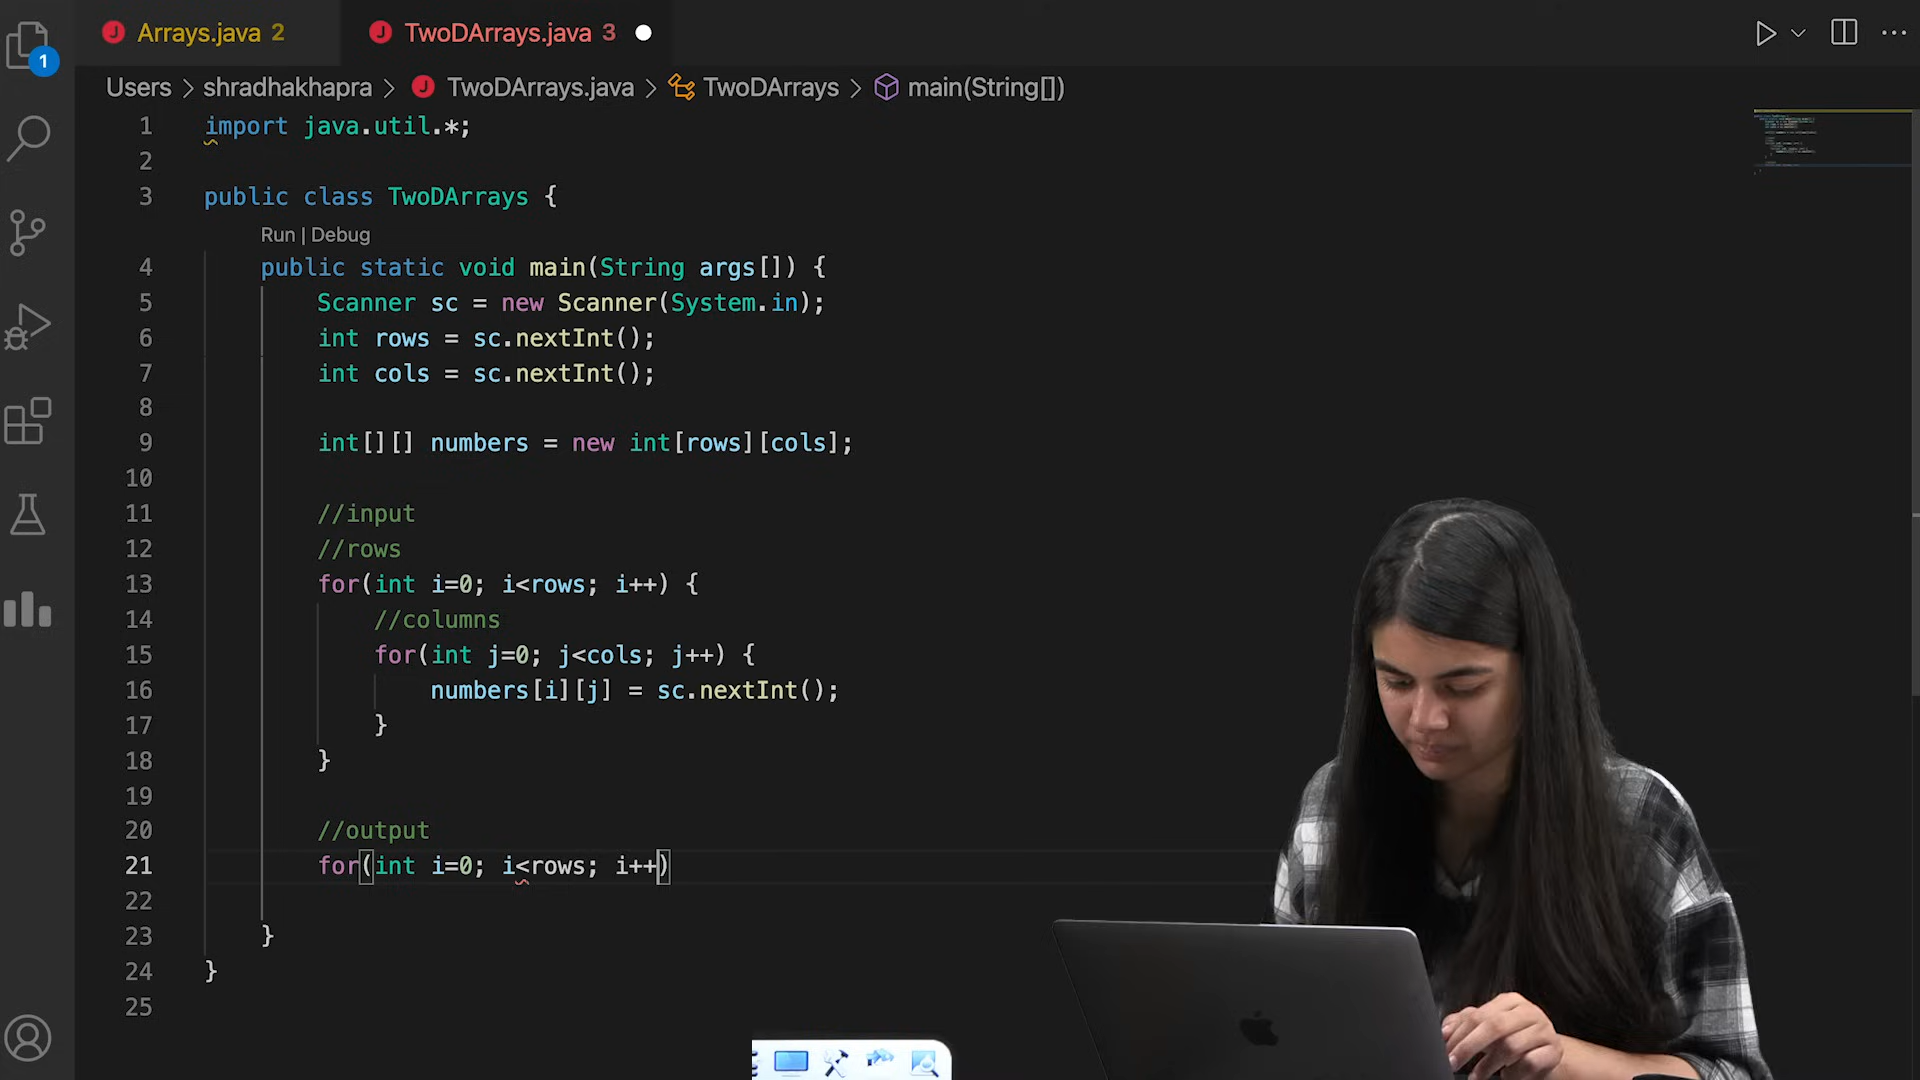 Arrays.java 2
TwoDArrays.java 3
Users > shradhakhapra > TwoDArrays.java > TwoDArrays > main(String[])
1
1 import java.util.*;
2
3 public class TwoDArrays {
Run | Debug
4 public static void main(String args[]) {
5 Scanner sc = new Scanner(System.in);
6 int rows = sc.nextInt();
7 int cols = sc.nextInt();
8
9 int[][] numbers = new int[rows][cols];
10
11 //input
12 //rows
13 for(int i=0; i<rows; i++) {
14 //columns
15 for(int j=0; j<cols; j++) {
16 numbers[i][j] = sc.nextInt();
17 }
18 }
19
20 //output
21 for(int i=0; i<rows; i++)
22
23 }
24 }
25